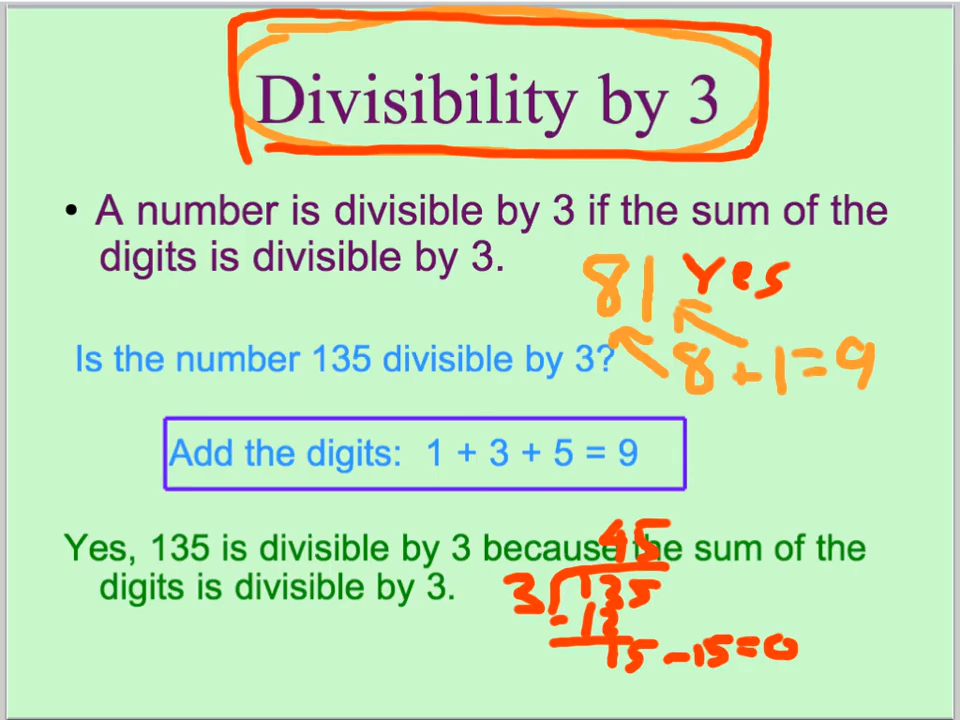 Divisibility by 3
• A number is divisible by 3 if the sum of the
digits is divisible by 3.
81 yes
8 + 1 = 9
Is the number 135 divisible by 3?
Add the digits: 1 + 3 + 5 = 9
Yes, 135 is divisible by 3 because the sum of the
digits is divisible by 3.
45
3 135
-12
15 - 15 = 0